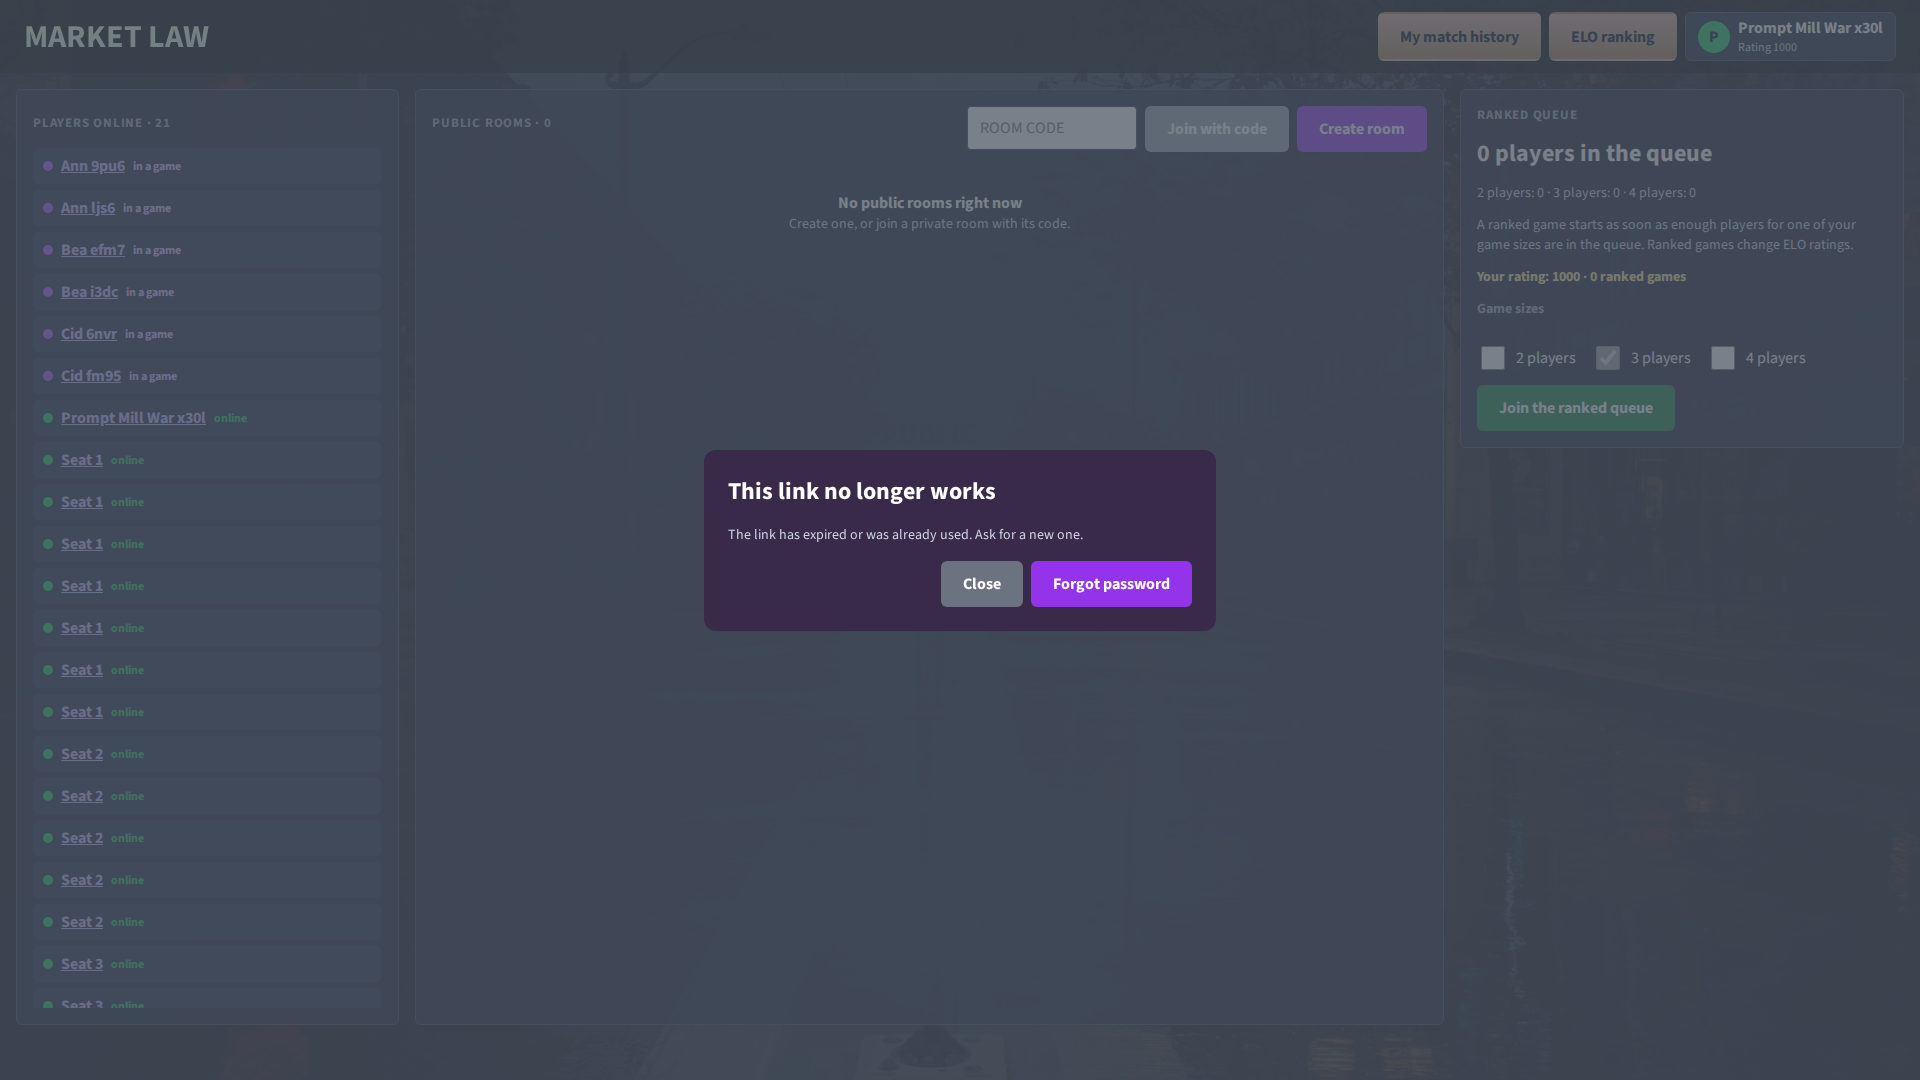 MARKET LAW
My match history
ELO ranking
P
Prompt Mill War x30l
Rating 1000
PLAYERS ONLINE · 21
Ann 9pu6 in a game
Ann ljs6 in a game
Bea efm7 in a game
Bea i3dc in a game
Cid 6nvr in a game
Cid fm95 in a game
Prompt Mill War x30l online
Seat 1 online
Seat 1 online
Seat 1 online
Seat 1 online
Seat 1 online
Seat 1 online
Seat 1 online
Seat 2 online
Seat 2 online
Seat 2 online
Seat 2 online
Seat 2 online
Seat 3 online
Seat 3 online
PUBLIC ROOMS · 0
ROOM CODE
Join with code
Create room
No public rooms right now
Create one, or join a private room with its code.
This link no longer works
The link has expired or was already used. Ask for a new one.
Close
Forgot password
RANKED QUEUE
0 players in the queue
2 players: 0 · 3 players: 0 · 4 players: 0
A ranked game starts as soon as enough players for one of your
game sizes are in the queue. Ranked games change ELO ratings.
Your rating: 1000 · 0 ranked games
Game sizes
2 players
3 players
4 players
Join the ranked queue